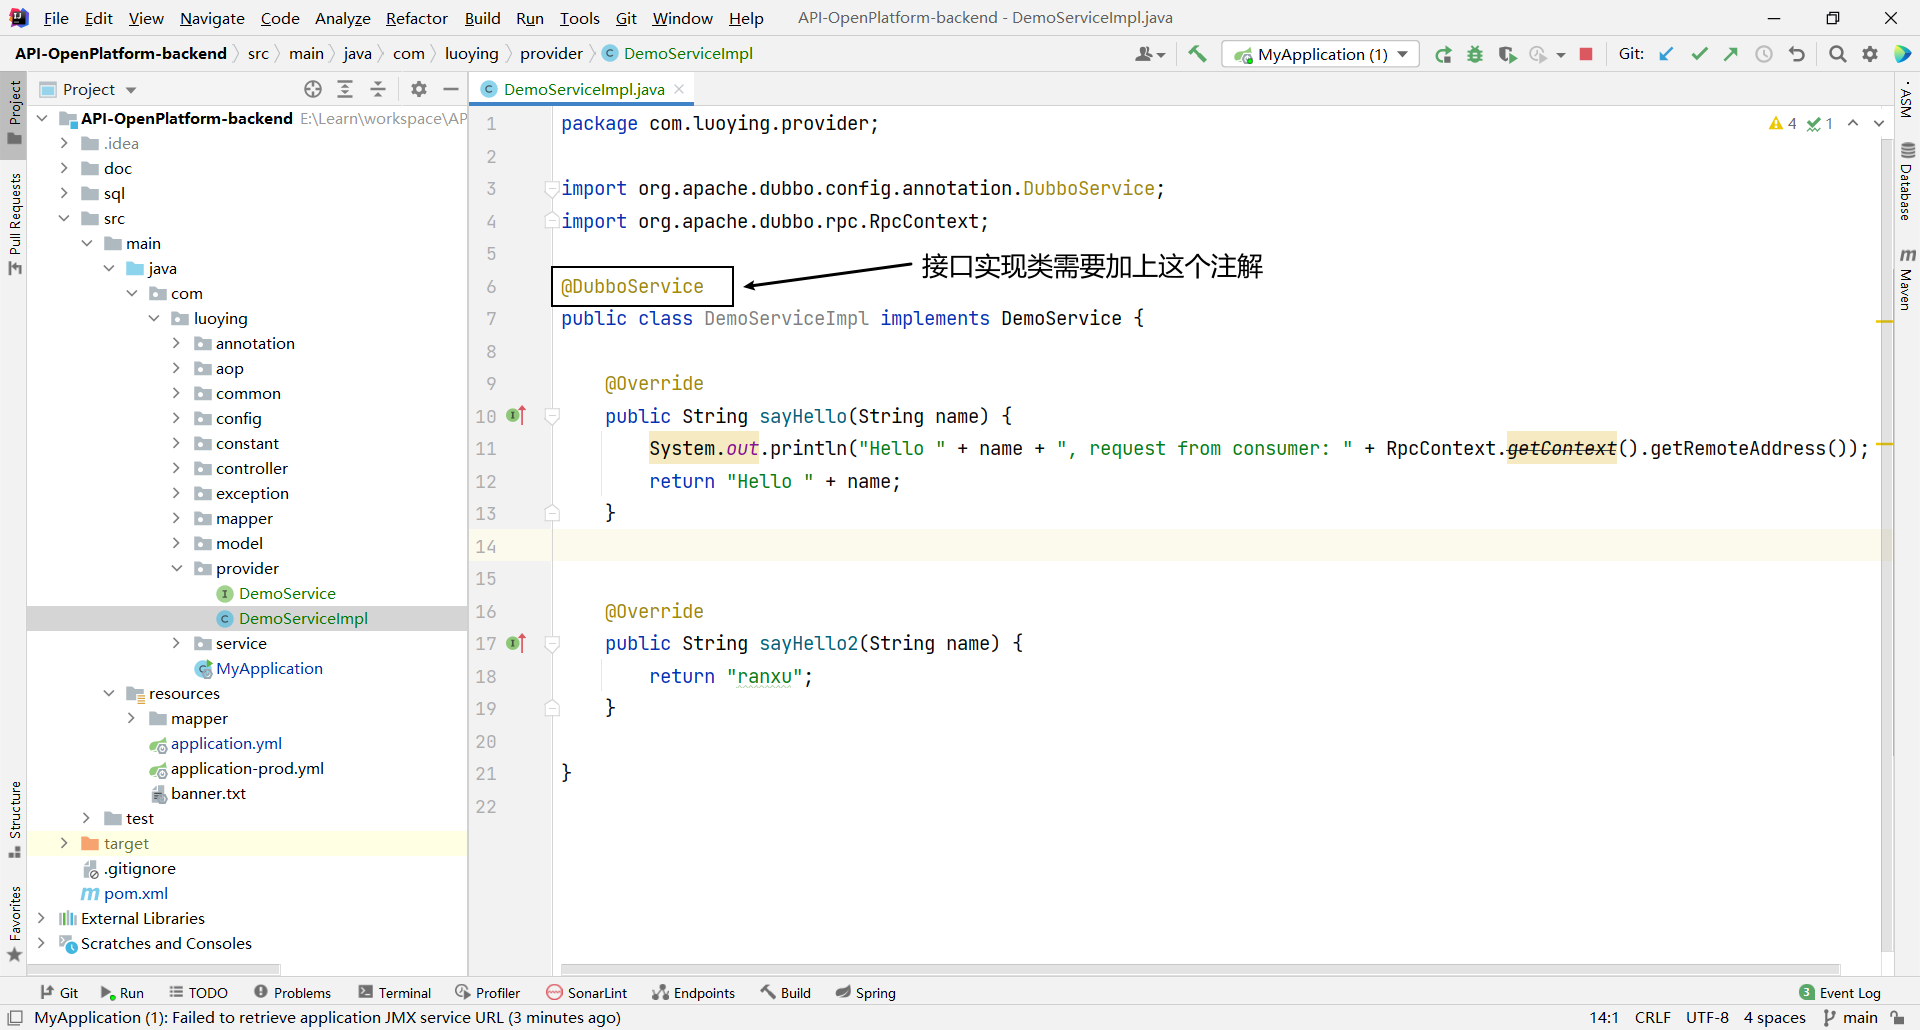 File Edit View Navigate Code Analyze Refactor Build Run Tools Git Window Help API-OpenPlatform-backend - DemoServiceImpl.java
API-OpenPlatform-backend src main java com luoying provider DemoServiceImpl MyApplication (1) Git:
Project DemoServiceImpl.java
API-OpenPlatform-backend E:\Learn\workspace\AP
.idea
doc
sql
src
main
java
com
luoying
annotation
aop
common
config
constant
controller
exception
mapper
model
provider
DemoService
DemoServiceImpl
service
MyApplication
resources
mapper
application.yml
application-prod.yml
banner.txt
test
target
.gitignore
pom.xml
External Libraries
Scratches and Consoles
Project
Pull Requests
Structure
Favorites
1 package com.luoying.provider;
2
3 import org.apache.dubbo.config.annotation.DubboService;
4 import org.apache.dubbo.rpc.RpcContext;
5
接口实现类需要加上这个注解
6 @DubboService
7 public class DemoServiceImpl implements DemoService {
8
9 @Override
10 public String sayHello(String name) {
11 System.out.println("Hello " + name + ", request from consumer: " + RpcContext.getContext().getRemoteAddress());
12 return "Hello " + name;
13 }
14
15
16 @Override
17 public String sayHello2(String name) {
18 return "ranxu";
19 }
20
21 }
22
4 1
ASM
Database
Maven
Git Run TODO Problems Terminal Profiler SonarLint Endpoints Build Spring 3 Event Log
MyApplication (1): Failed to retrieve application JMX service URL (3 minutes ago) 14:1 CRLF UTF-8 4 spaces main